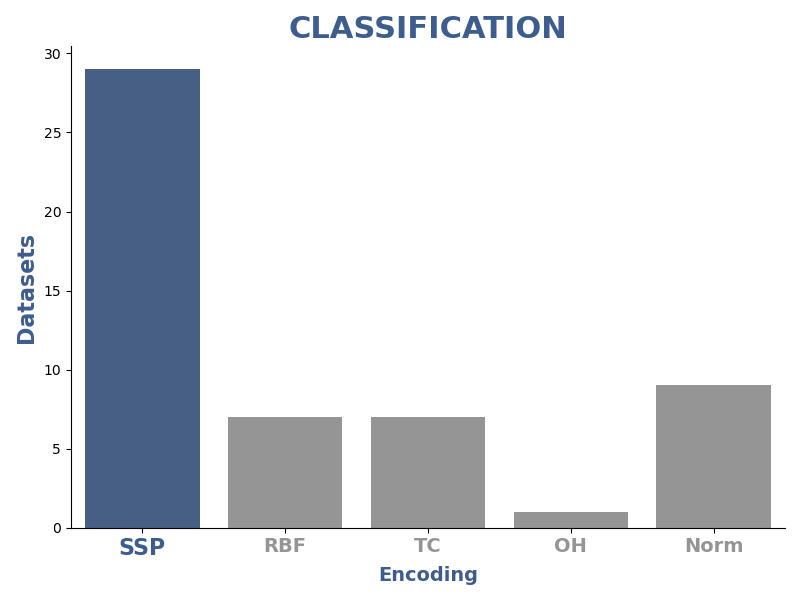 CLASSIFICATION
Datasets
30
25
20
15
10
5
0
SSP RBF TC OH Norm
Encoding